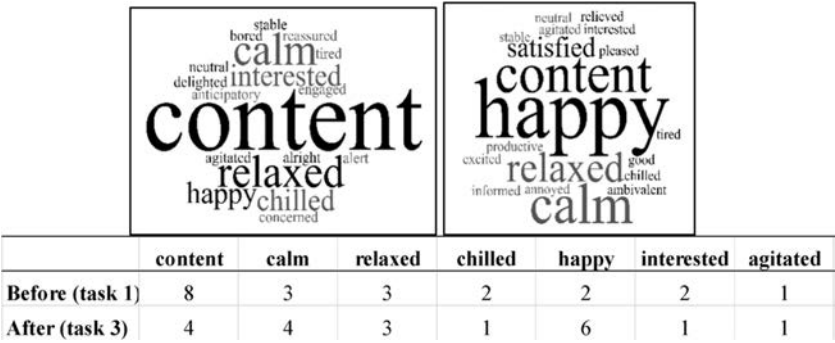 stable
bored reassured
calm tired
neutral interested
delighted engaged
anticipatory
content
agitated alright alert
relaxed
happy chilled
concerned
neutral relieved
agitated interested
stable satisfied pleased
content
happy
tired
productive
excited relaxed good
chilled
informed annoyed ambivalent
calm
content calm relaxed chilled happy interested agitated
Before (task 1) 8 3 3 2 2 2 1
After (task 3) 4 4 3 1 6 1 1